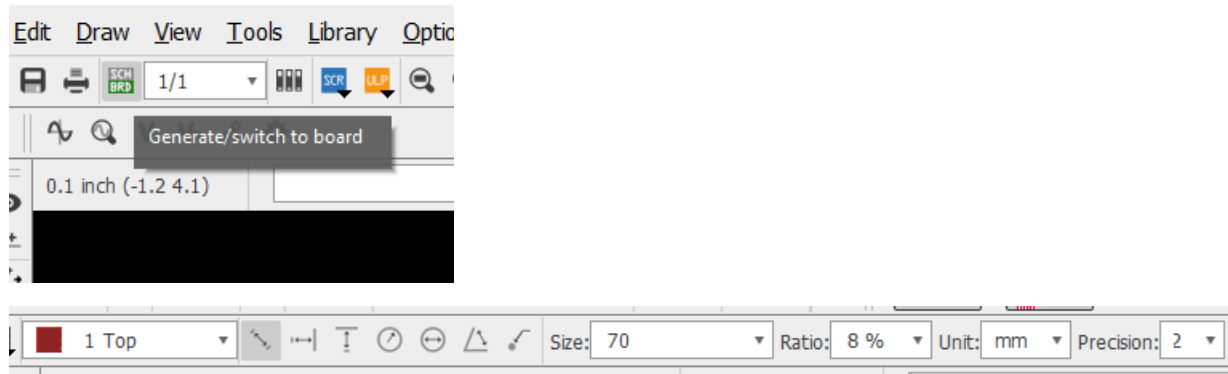 Edit Draw View Tools Library Optio
SCH BRD 1/1 SCR ULP
Generate/switch to board
0.1 inch (-1.2 4.1)
1 Top Size: 70 Ratio: 8 % Unit: mm Precision: 2